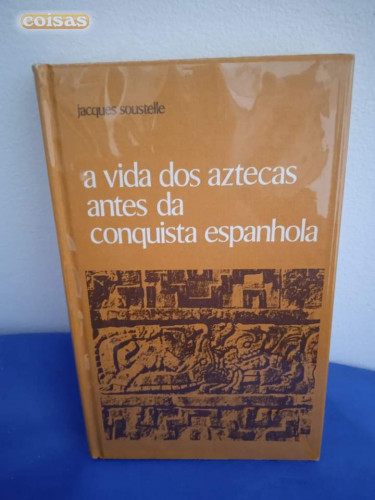 coisas
jacques soustelle
a vida dos aztecas
antes da
conquista espanhola